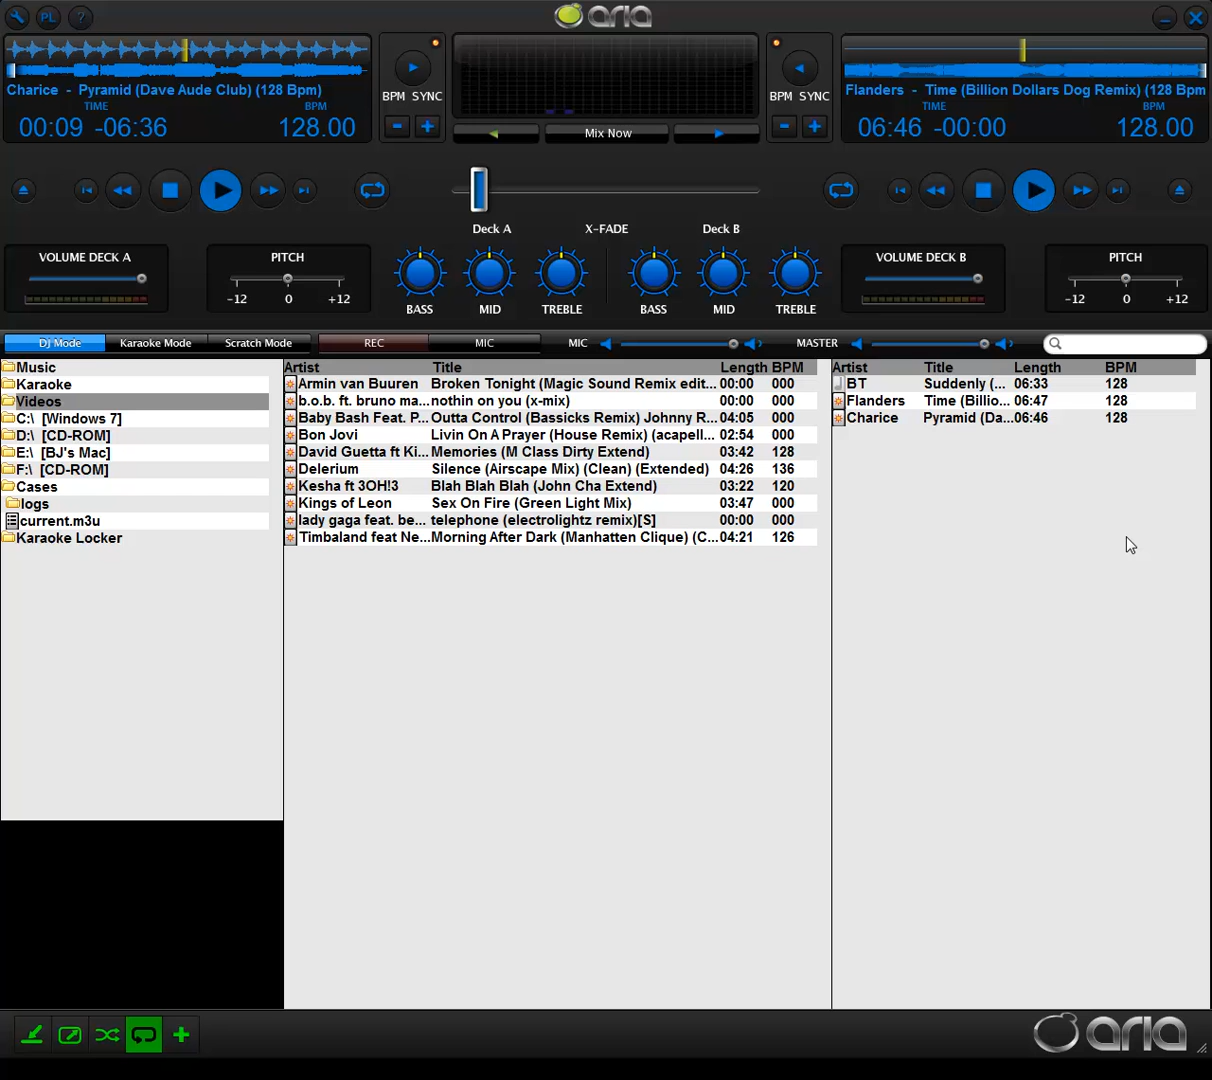 PL ? aria
Charice - Pyramid (Dave Aude Club) (128 Bpm)
TIME BPM
00:09 -06:36 128.00
BPM SYNC
- +
Mix Now
BPM SYNC
- +
Flanders - Time (Billion Dollars Dog Remix) (128 Bpm
TIME BPM
06:46 -00:00 128.00
Deck A X-FADE Deck B
VOLUME DECK A
PITCH
-12 0 +12
BASS MID TREBLE BASS MID TREBLE
VOLUME DECK B
PITCH
-12 0 +12
DJ Mode Karaoke Mode Scratch Mode REC MIC MIC MASTER
Music
Karaoke
Videos
C:\ [Windows 7]
D:\ [CD-ROM]
E:\ [BJ's Mac]
F:\ [CD-ROM]
Cases
logs
current.m3u
Karaoke Locker
Artist Title Length BPM
Armin van Buuren Broken Tonight (Magic Sound Remix edit... 00:00 000
b.o.b. ft. bruno ma... nothin on you (x-mix) 00:00 000
Baby Bash Feat. P... Outta Control (Bassicks Remix) Johnny R... 04:05 000
Bon Jovi Livin On A Prayer (House Remix) (acapell... 02:54 000
David Guetta ft Ki... Memories (M Class Dirty Extend) 03:42 128
Delerium Silence (Airscape Mix) (Clean) (Extended) 04:26 136
Kesha ft 3OH!3 Blah Blah Blah (John Cha Extend) 03:22 120
Kings of Leon Sex On Fire (Green Light Mix) 03:47 000
lady gaga feat. be... telephone (electrolightz remix)[S] 00:00 000
Timbaland feat Ne... Morning After Dark (Manhatten Clique) (C... 04:21 126
Artist Title Length BPM
BT Suddenly (... 06:33 128
Flanders Time (Billio... 06:47 128
Charice Pyramid (Da... 06:46 128
aria